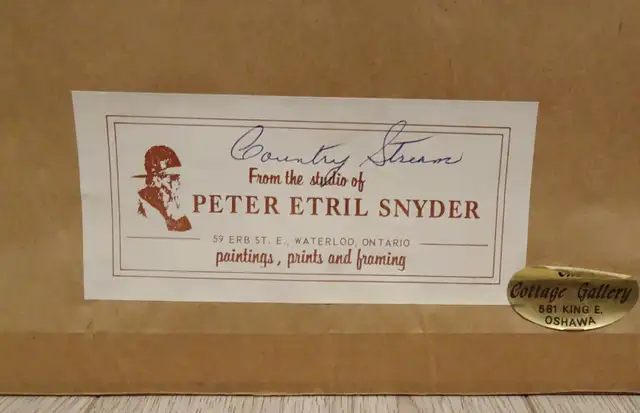 Country Stream
From the studio of
PETER ETRIL SNYDER
59 ERB ST. E., WATERLOO, ONTARIO
paintings, prints and framing
The
Cottage Gallery
581 KING E.
OSHAWA